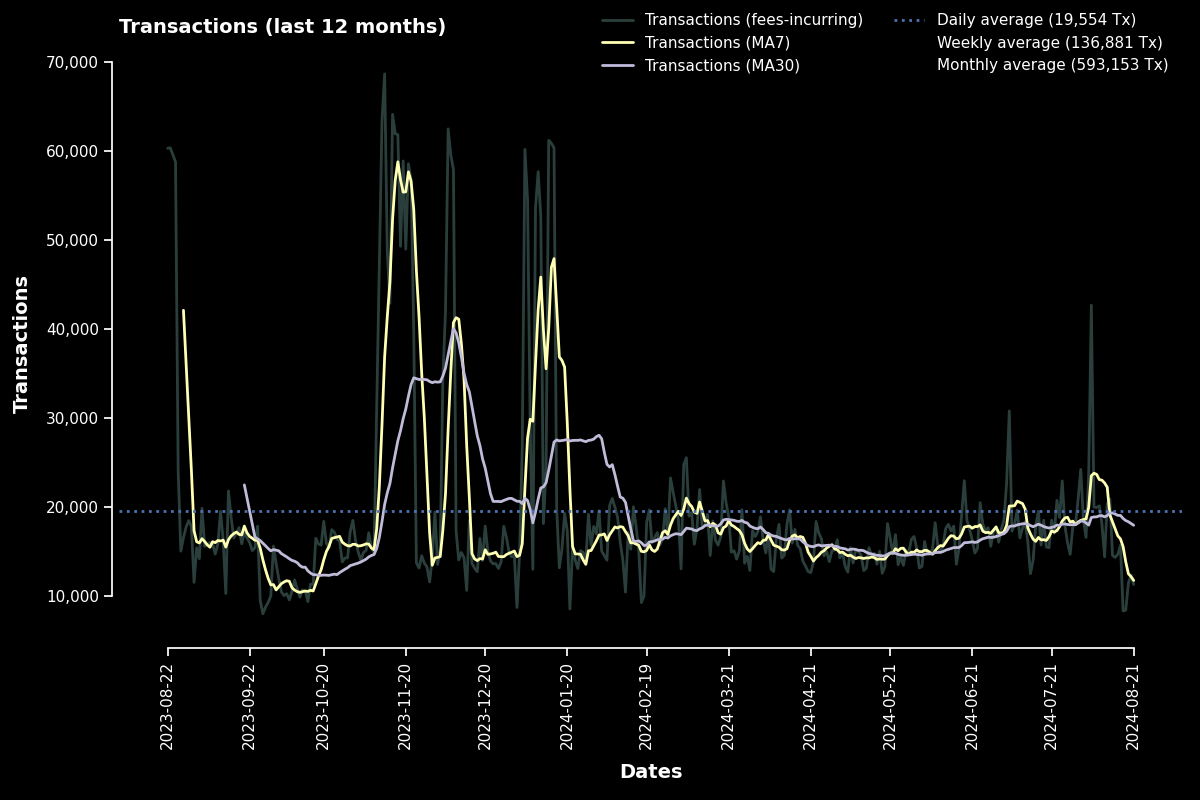 Transactions (last 12 months)
Transactions (fees-incurring)
Transactions (MA7)
Transactions (MA30)
Daily average (19,554 Tx)
Weekly average (136,881 Tx)
Monthly average (593,153 Tx)
Transactions
70,000
60,000
50,000
40,000
30,000
20,000
10,000
2023-08-22
2023-09-22
2023-10-20
2023-11-20
2023-12-20
2024-01-20
2024-02-19
2024-03-21
2024-04-21
2024-05-21
2024-06-21
2024-07-21
2024-08-21
Dates